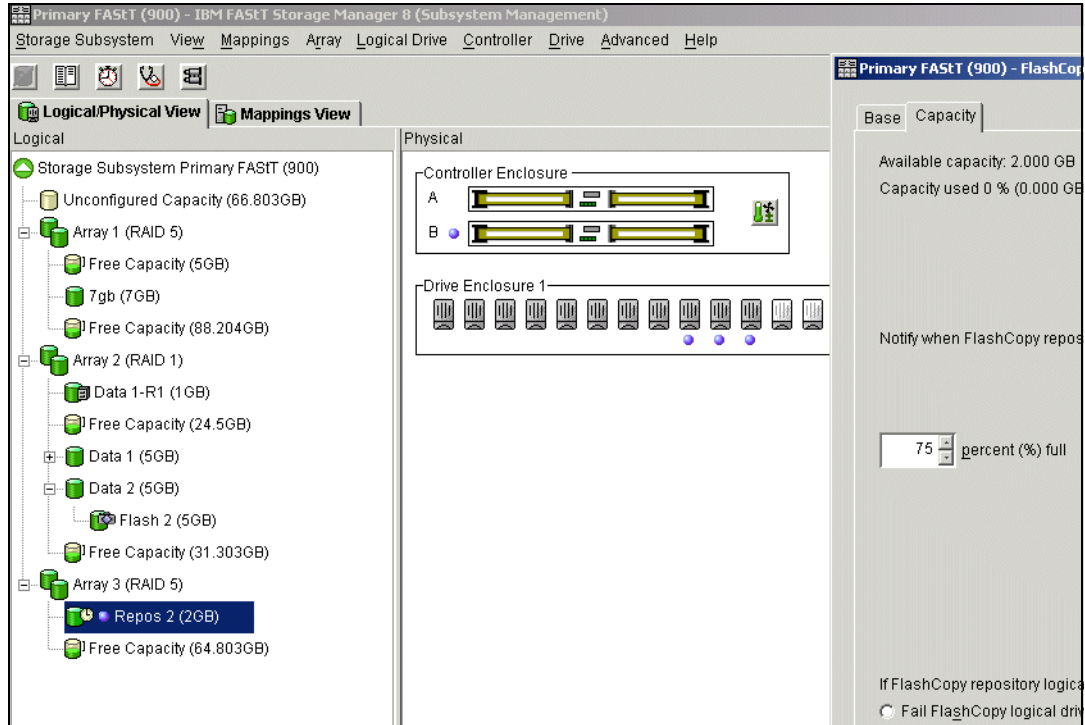 Primary FAStT (900) - IBM FAStT Storage Manager 8 (Subsystem Management)
Storage Subsystem View Mappings Array Logical Drive Controller Drive Advanced Help
Logical/Physical View Mappings View
Logical
Storage Subsystem Primary FAStT (900)
Unconfigured Capacity (66.803GB)
Array 1 (RAID 5)
Free Capacity (5GB)
7gb (7GB)
Free Capacity (88.204GB)
Array 2 (RAID 1)
Data 1-R1 (1GB)
Free Capacity (24.5GB)
Data 1 (5GB)
Data 2 (5GB)
Flash 2 (5GB)
Free Capacity (31.303GB)
Array 3 (RAID 5)
Repos 2 (2GB)
Free Capacity (64.803GB)
Physical
Controller Enclosure
A
B
Drive Enclosure 1
Primary FAStT (900) - FlashCop
Base Capacity
Available capacity: 2.000 GB
Capacity used 0 % (0.000 GB
Notify when FlashCopy repos
75 percent (%) full
If FlashCopy repository logica
Fail FlashCopy logical driv